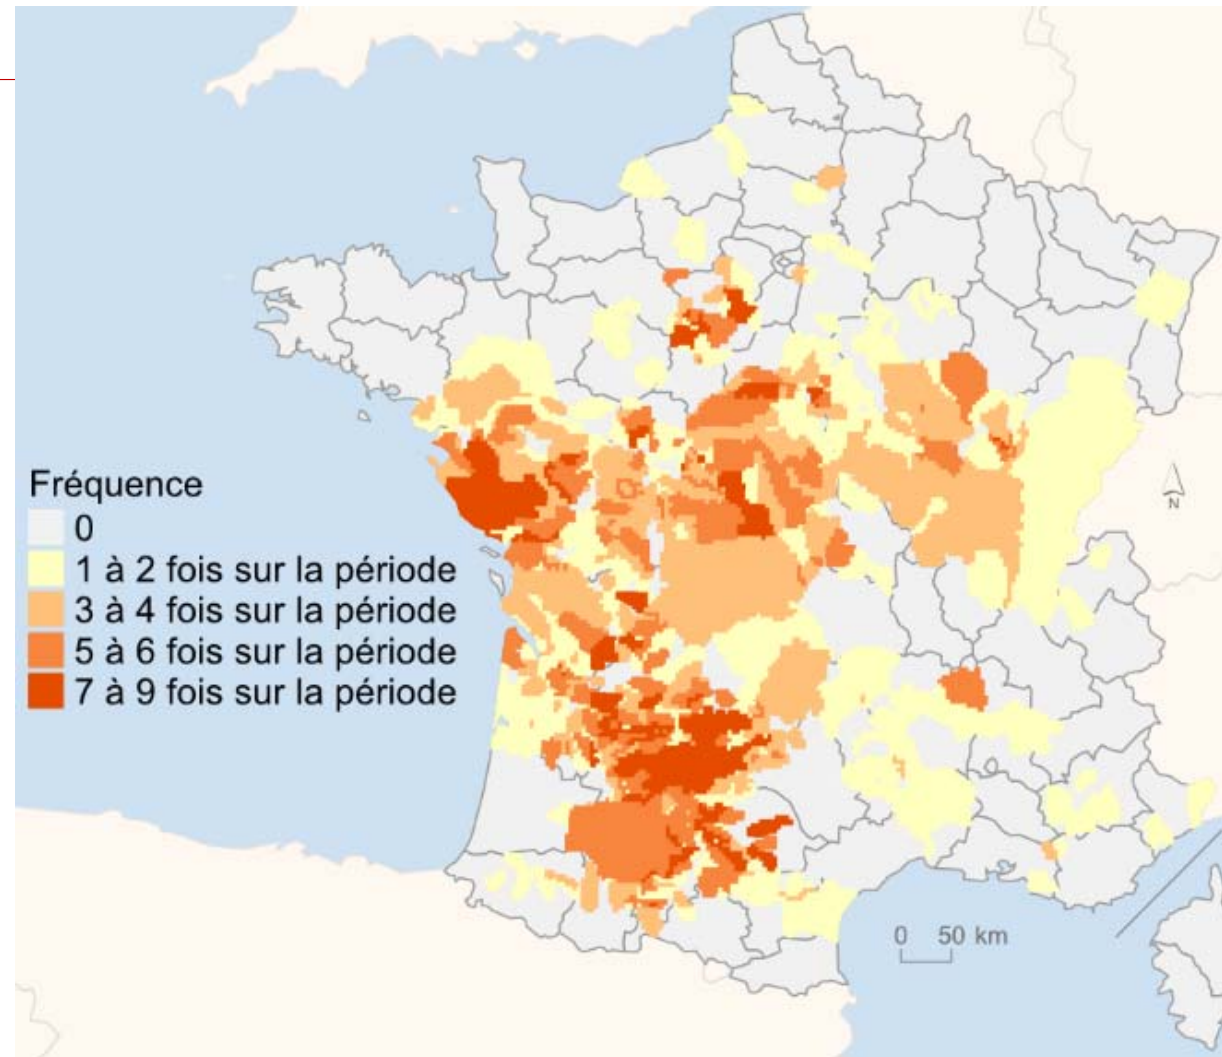 Fréquence
0
1 à 2 fois sur la période
3 à 4 fois sur la période
5 à 6 fois sur la période
7 à 9 fois sur la période
N
0 50 km